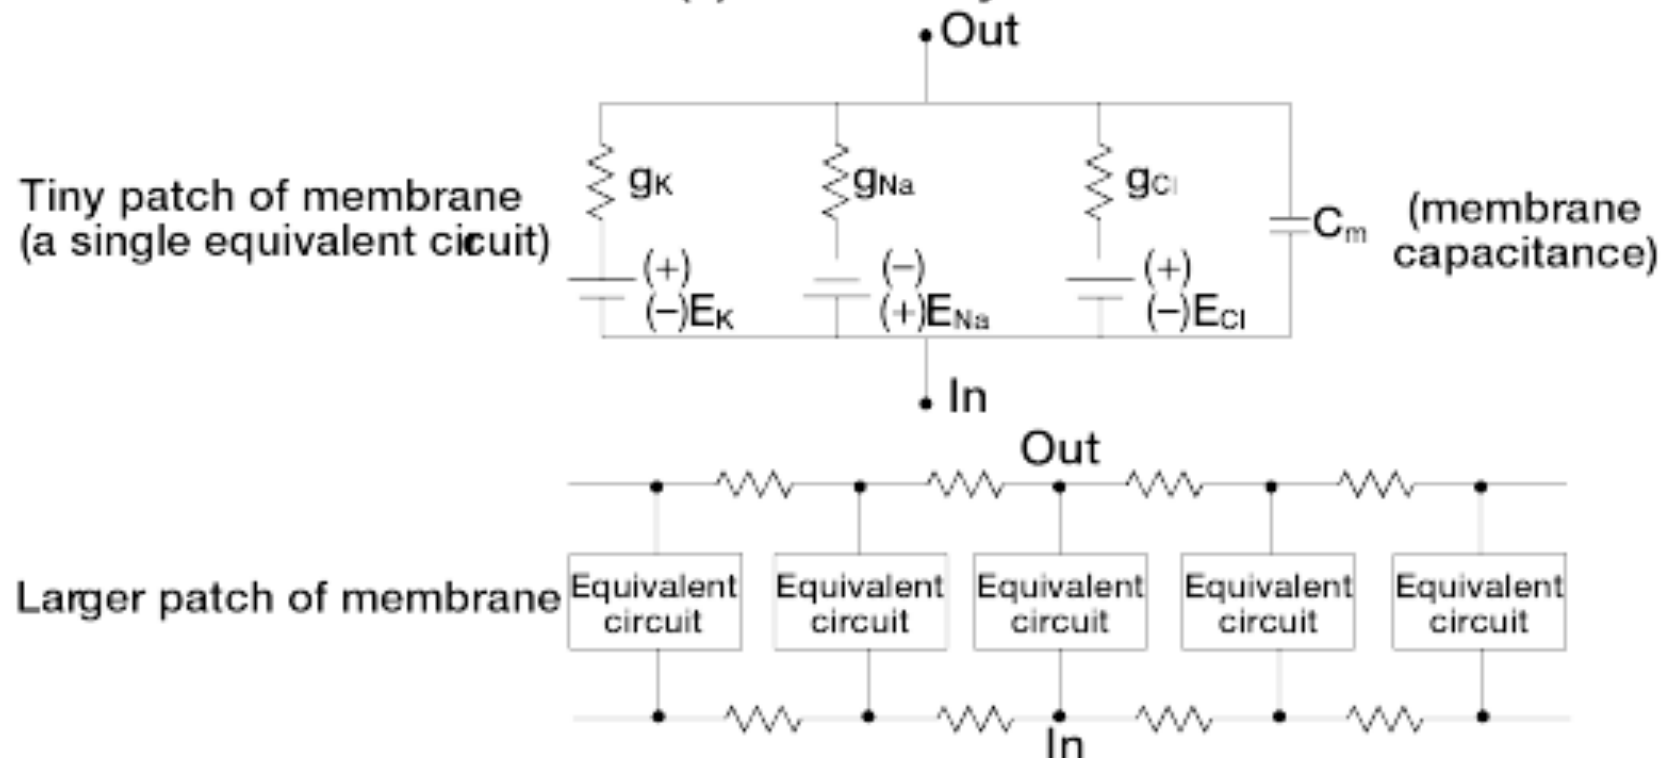 Out
Tiny patch of membrane
(a single equivalent cicuit)
gK
gNa
gCl
Cm
(membrane
capacitance)
(+)
(−)EK
(−)
(+)ENa
(+)
(−)ECl
In
Out
Larger patch of membrane
Equivalent
circuit
Equivalent
circuit
Equivalent
circuit
Equivalent
circuit
Equivalent
circuit
In